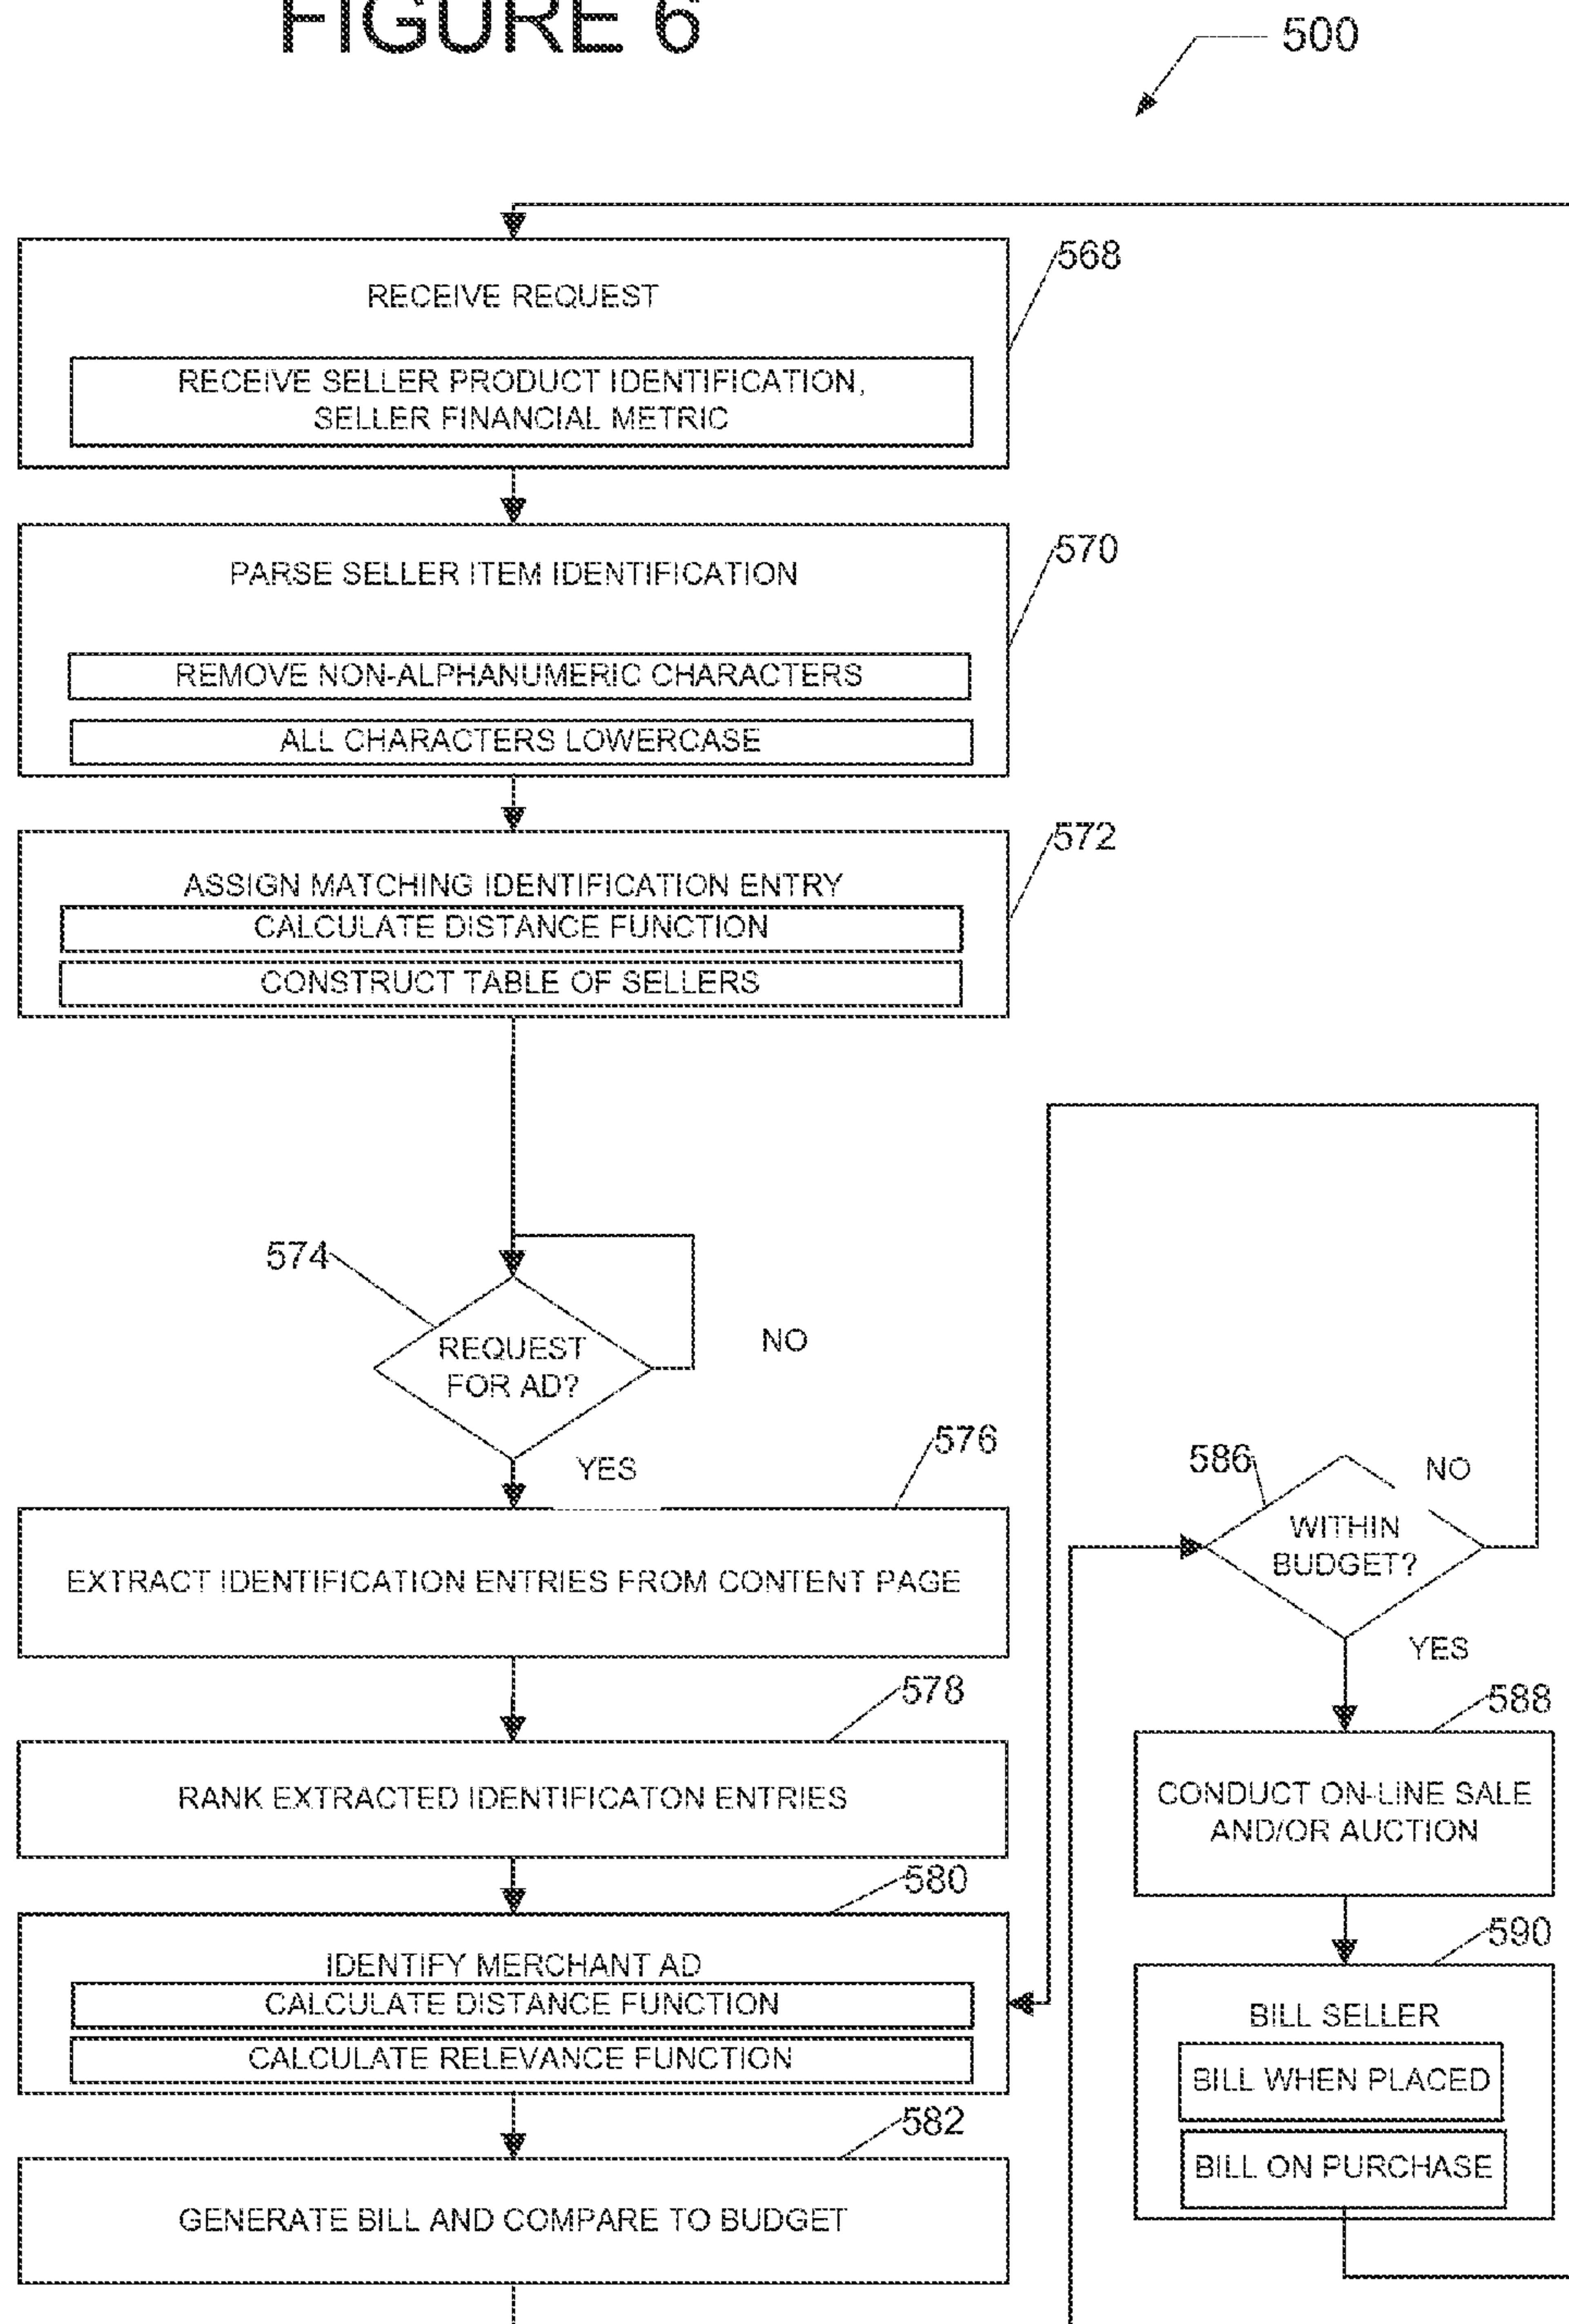 FIGURE 6
500
568
RECEIVE REQUEST
RECEIVE SELLER PRODUCT IDENTIFICATION,
SELLER FINANCIAL METRIC
570
PARSE SELLER ITEM IDENTIFICATION
REMOVE NON-ALPHANUMERIC CHARACTERS
ALL CHARACTERS LOWERCASE
572
ASSIGN MATCHING IDENTIFICATION ENTRY
CALCULATE DISTANCE FUNCTION
CONSTRUCT TABLE OF SELLERS
574
REQUEST
FOR AD?
NO
YES
576
EXTRACT IDENTIFICATION ENTRIES FROM CONTENT PAGE
578
RANK EXTRACTED IDENTIFICATON ENTRIES
580
IDENTIFY MERCHANT AD
CALCULATE DISTANCE FUNCTION
CALCULATE RELEVANCE FUNCTION
582
GENERATE BILL AND COMPARE TO BUDGET
586
NO
WITHIN
BUDGET?
YES
588
CONDUCT ON-LINE SALE
AND/OR AUCTION
590
BILL SELLER
BILL WHEN PLACED
BILL ON PURCHASE